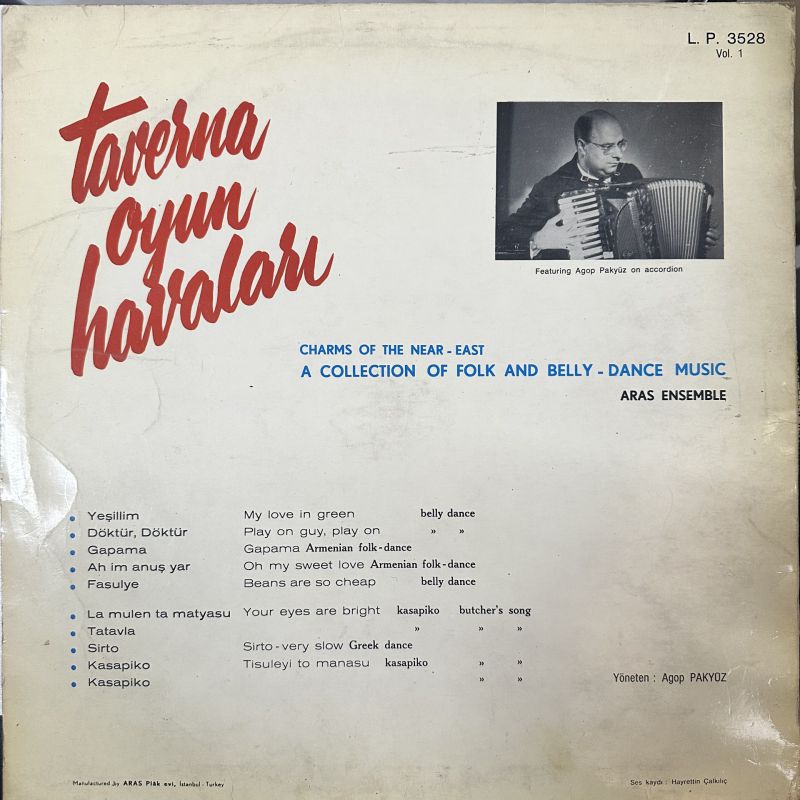 L. P. 3528
Vol. 1
taverna
oyun
havaları
Featuring Agop Pakyüz on accordion
CHARMS OF THE NEAR - EAST
A COLLECTION OF FOLK AND BELLY - DANCE MUSIC
ARAS ENSEMBLE
• Yeşillim My love in green belly dance
• Döktür, Döktür Play on guy, play on » »
• Gapama Gapama Armenian folk-dance
• Ah im anuş yar Oh my sweet love Armenian folk-dance
• Fasulye Beans are so cheap belly dance
• La mulen ta matyasu Your eyes are bright kasapiko butcher's song
• Tatavla » » »
• Sirto Sirto-very slow Greek dance
• Kasapiko Tisuleyi to manasu kasapiko » »
• Kasapiko » »
Yöneten : Agop PAKYÜZ
Manufactured by ARAS Plâk evi, İstanbul - Turkey
Ses kaydı : Hayrettin Çalkılıç